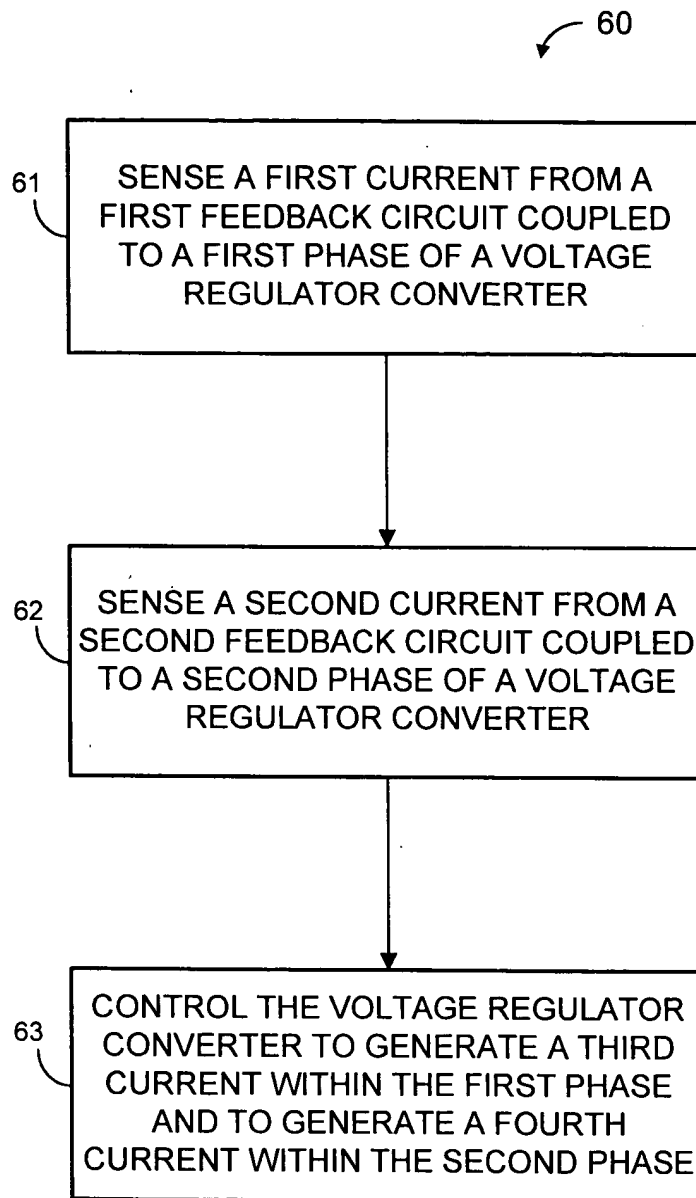 60
61
SENSE A FIRST CURRENT FROM A
FIRST FEEDBACK CIRCUIT COUPLED
TO A FIRST PHASE OF A VOLTAGE
REGULATOR CONVERTER
62
SENSE A SECOND CURRENT FROM A
SECOND FEEDBACK CIRCUIT COUPLED
TO A SECOND PHASE OF A VOLTAGE
REGULATOR CONVERTER
63
CONTROL THE VOLTAGE REGULATOR
CONVERTER TO GENERATE A THIRD
CURRENT WITHIN THE FIRST PHASE
AND TO GENERATE A FOURTH
CURRENT WITHIN THE SECOND PHASE